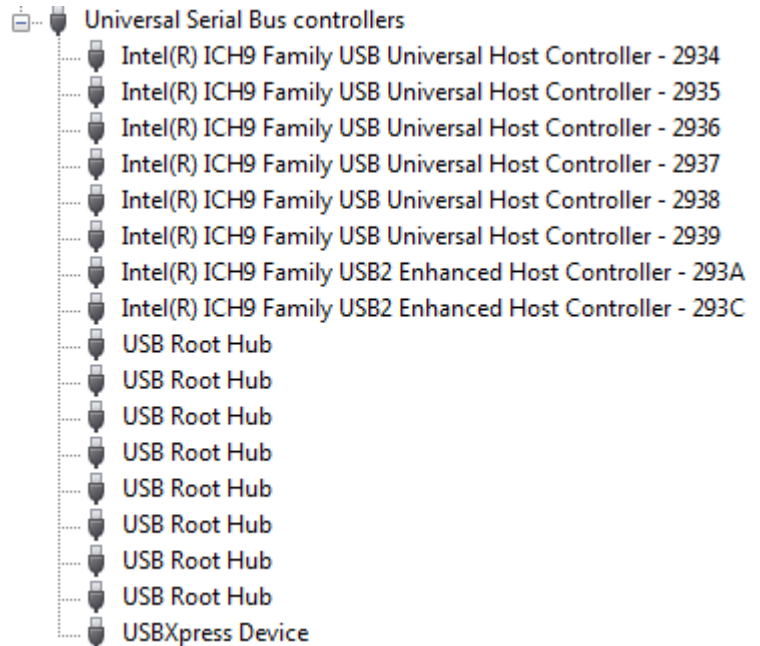 Universal Serial Bus controllers
Intel(R) ICH9 Family USB Universal Host Controller - 2934
Intel(R) ICH9 Family USB Universal Host Controller - 2935
Intel(R) ICH9 Family USB Universal Host Controller - 2936
Intel(R) ICH9 Family USB Universal Host Controller - 2937
Intel(R) ICH9 Family USB Universal Host Controller - 2938
Intel(R) ICH9 Family USB Universal Host Controller - 2939
Intel(R) ICH9 Family USB2 Enhanced Host Controller - 293A
Intel(R) ICH9 Family USB2 Enhanced Host Controller - 293C
USB Root Hub
USB Root Hub
USB Root Hub
USB Root Hub
USB Root Hub
USB Root Hub
USB Root Hub
USB Root Hub
USBXpress Device